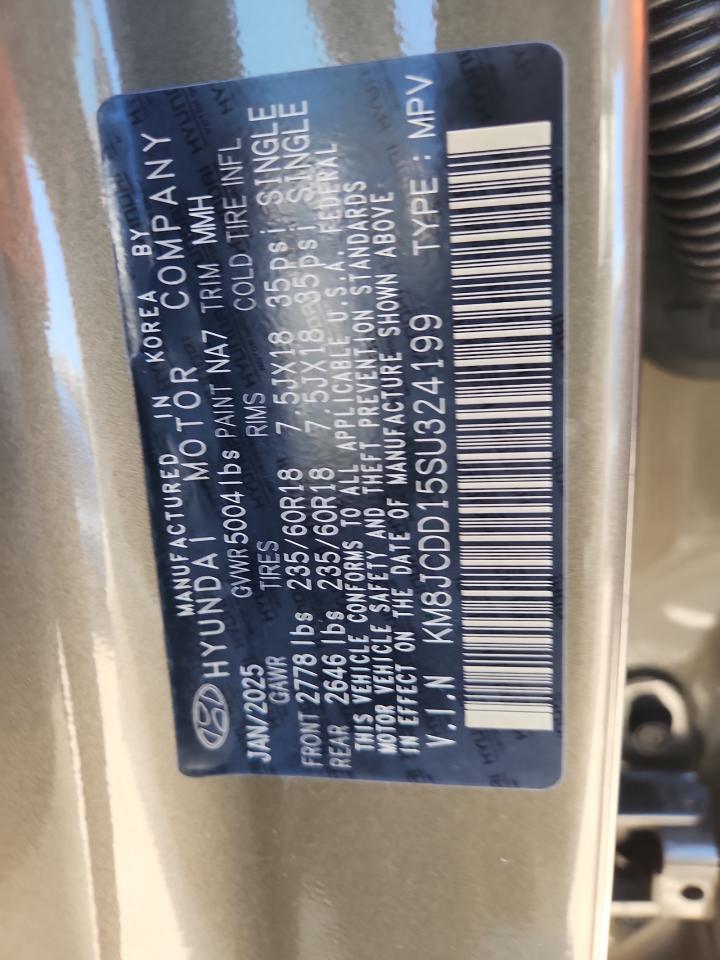 MANUFACTURED IN KOREA BY
HYUNDAI MOTOR COMPANY
JAN/2025 GVWR 5004 lbs PAINT NA7 TRIM MMH
GAWR TIRES RIMS COLD TIRE INFL
FRONT 2778 lbs 235/60R18 7.5JX18 35psi SINGLE
REAR 2646 lbs 235/60R18 7.5JX18 35psi SINGLE
THIS VEHICLE CONFORMS TO ALL APPLICABLE U.S.A. FEDERAL
MOTOR VEHICLE SAFETY AND THEFT PREVENTION STANDARDS
IN EFFECT ON THE DATE OF MANUFACTURE SHOWN ABOVE
V.I.N KM8JCDD15SU324199 TYPE : MPV